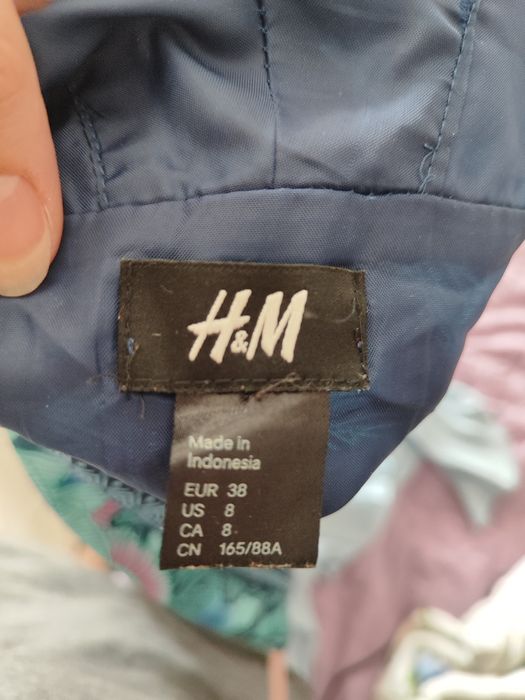 H&M
Made in
Indonesia
EUR 38
US 8
CA 8
CN 165/88A